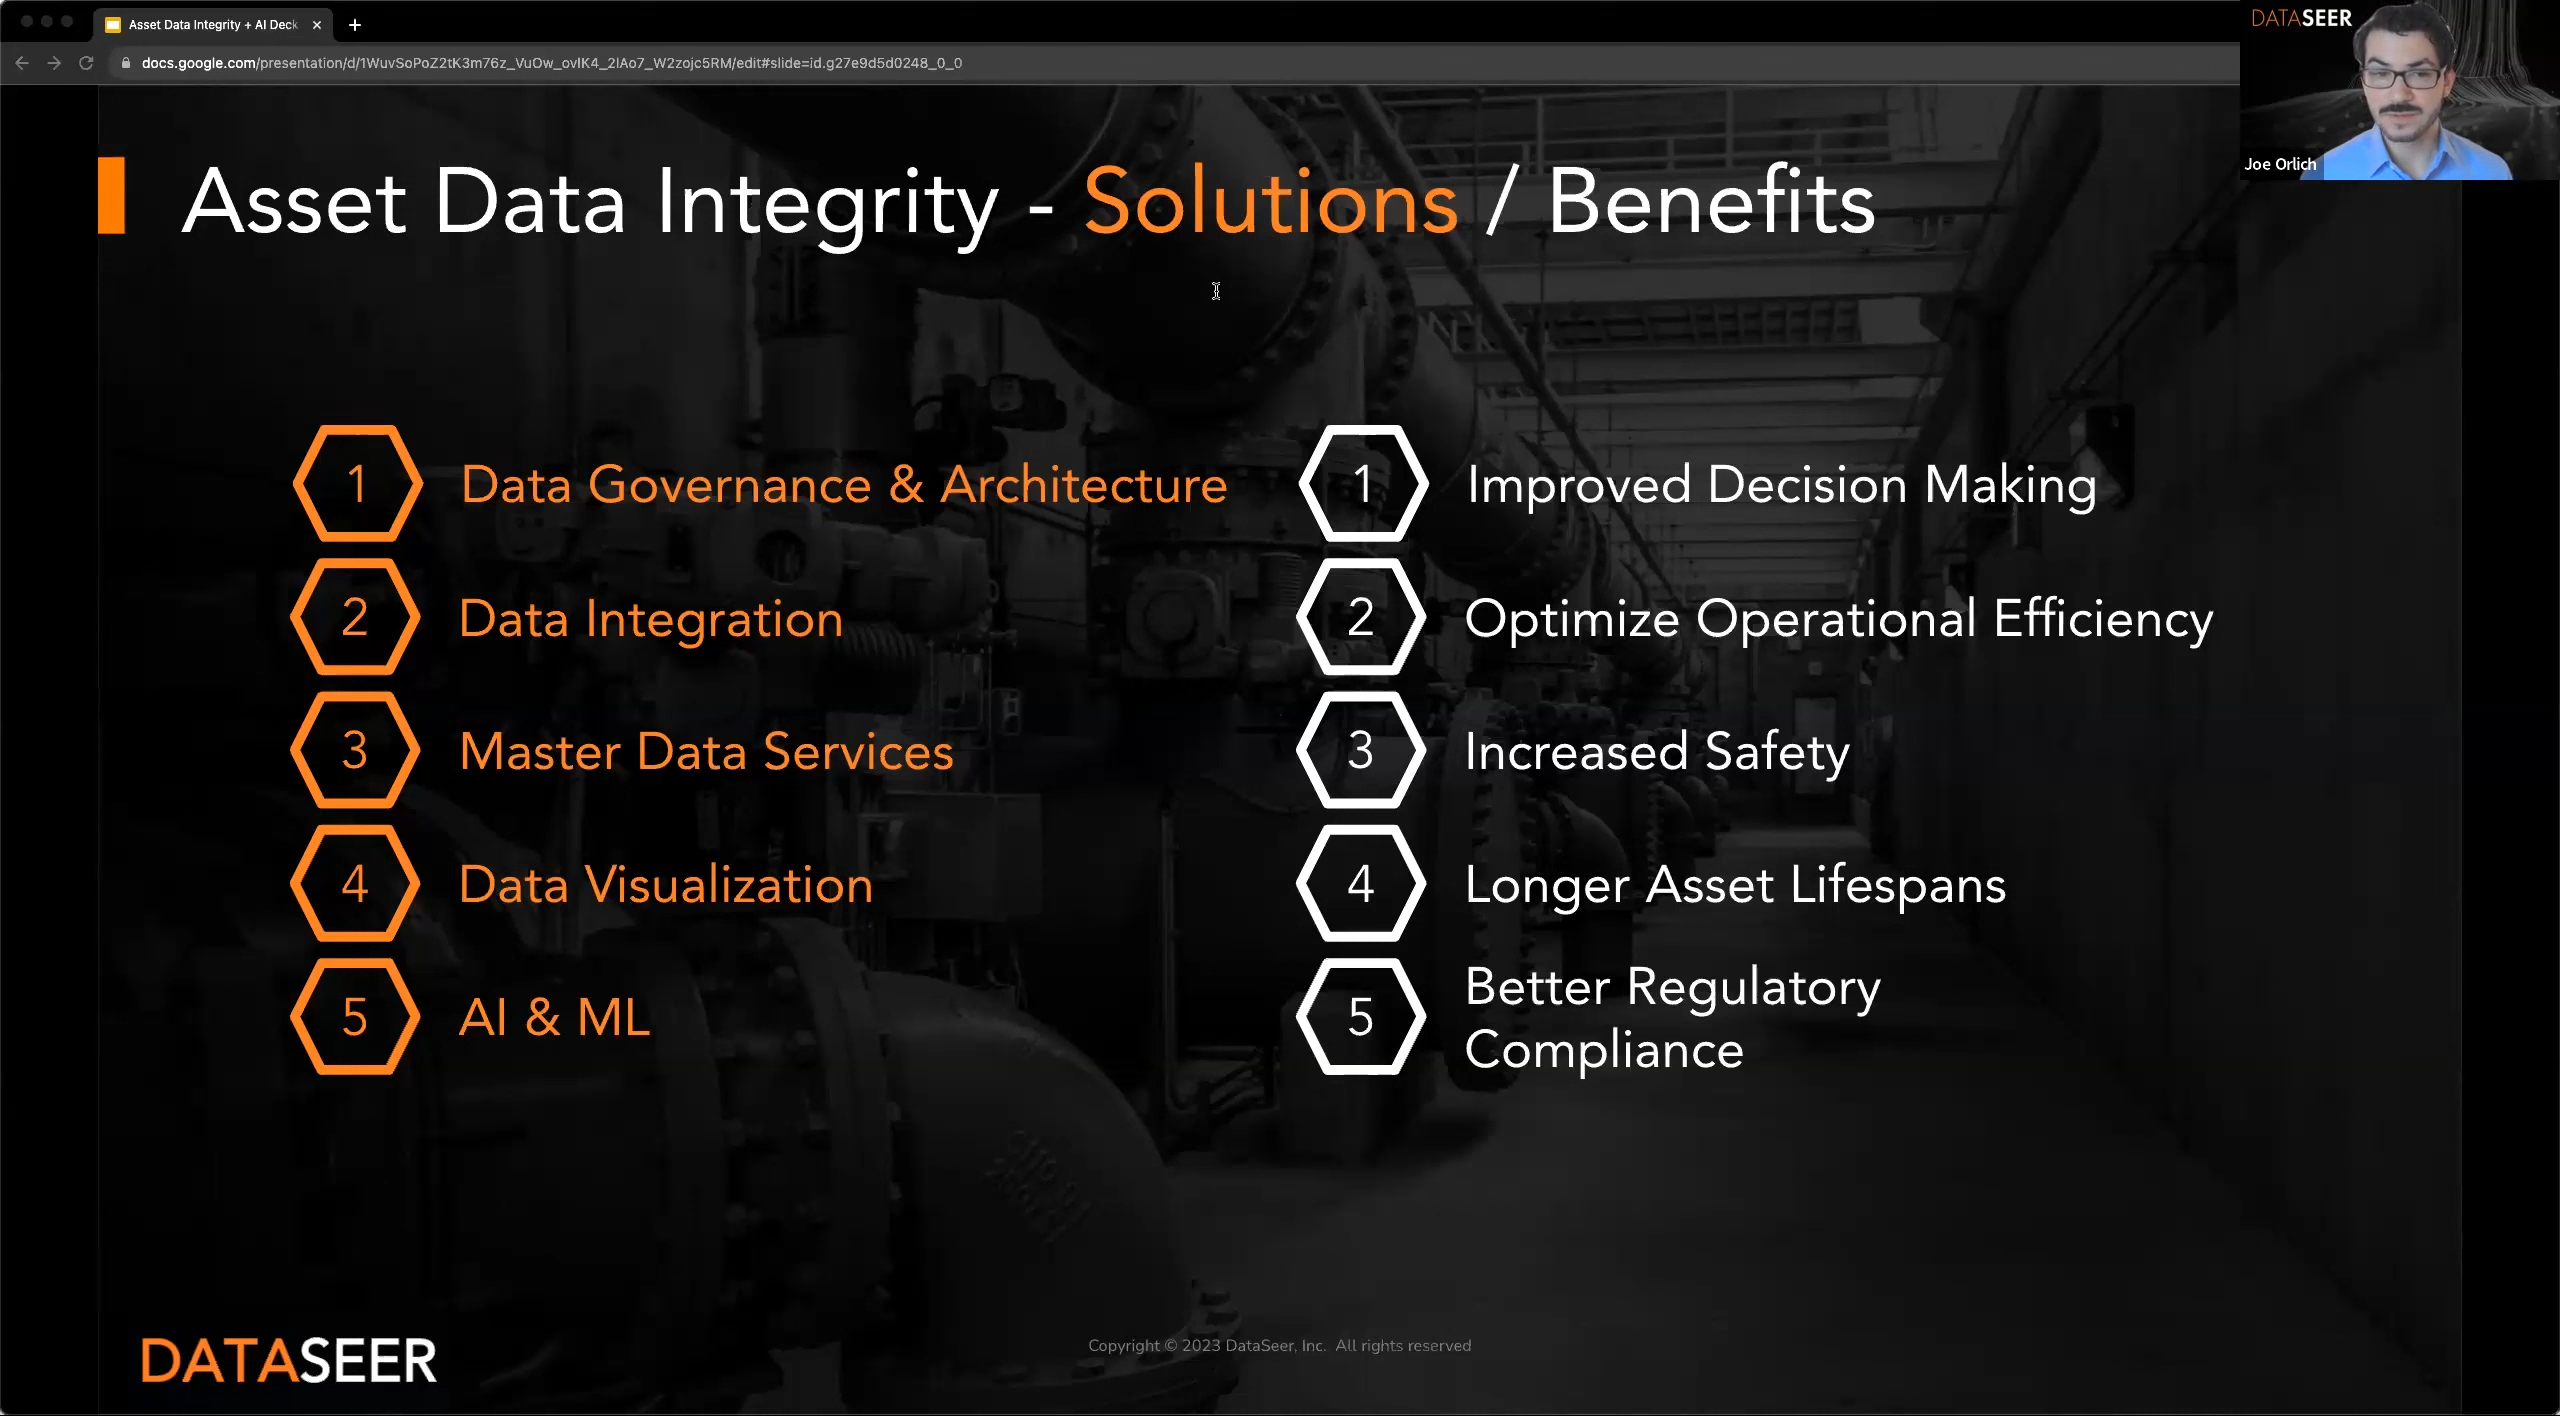 Asset Data Integrity + AI Deck
docs.google.com/presentation/d/1WuvSoPoZ2tK3m76z_VuOw_ovIK4_2IAo7_W2zojc5RM/edit#slide=id.g27e9d5d0248_0_0
DATASEER
Joe Orlich
Asset Data Integrity - Solutions / Benefits
1 Data Governance & Architecture
2 Data Integration
3 Master Data Services
4 Data Visualization
5 AI & ML
1 Improved Decision Making
2 Optimize Operational Efficiency
3 Increased Safety
4 Longer Asset Lifespans
5 Better Regulatory
Compliance
DATASEER
Copyright © 2023 DataSeer, Inc. All rights reserved